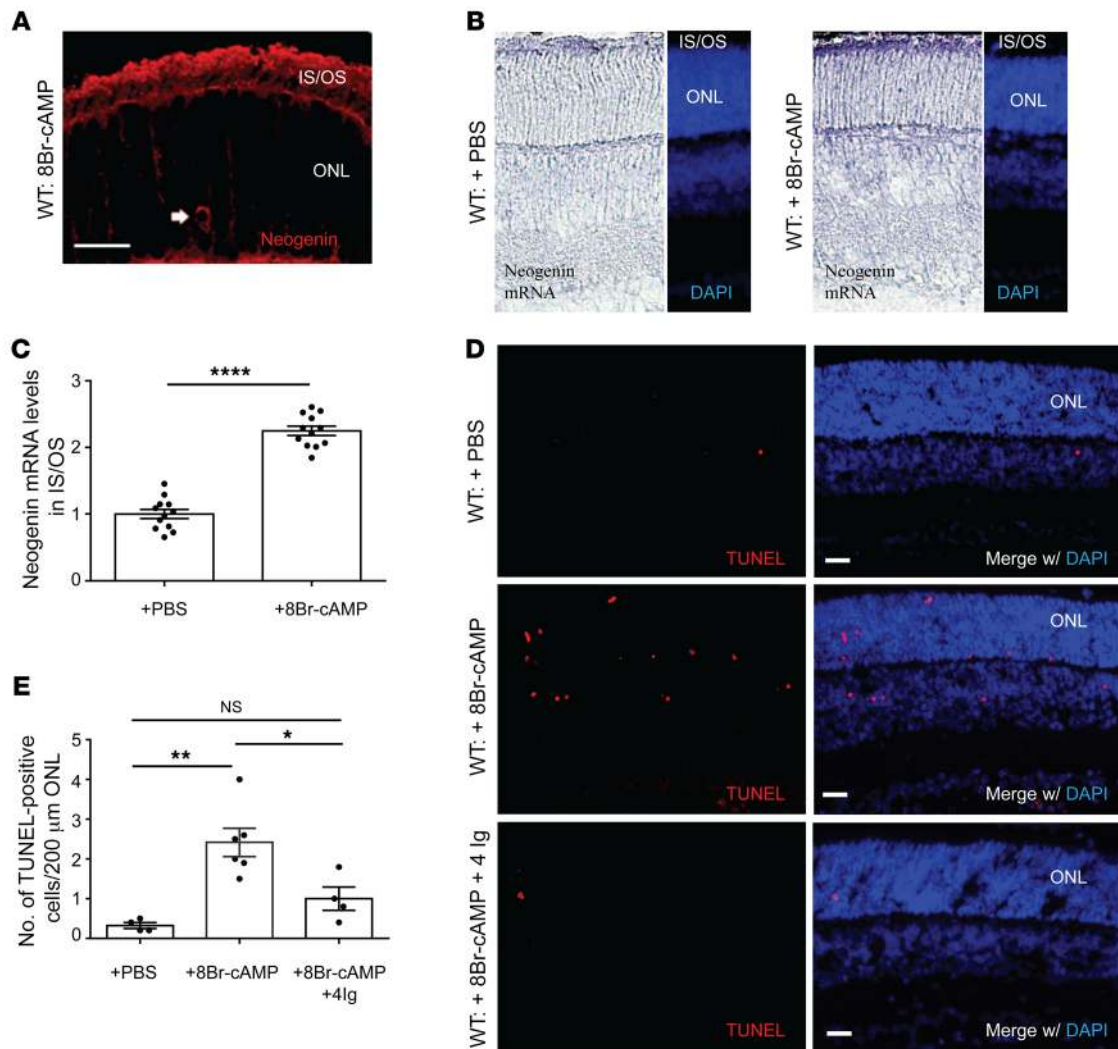 A
WT: 8Br-cAMP
IS/OS
ONL
Neogenin
B
WT: + PBS
IS/OS
ONL
Neogenin
mRNA
DAPI
WT: + 8Br-cAMP
IS/OS
ONL
Neogenin
mRNA
DAPI
C
Neogenin mRNA levels
in IS/OS
****
3
2
1
0
+PBS
+8Br-cAMP
D
WT: + PBS
TUNEL
ONL
Merge w/ DAPI
WT: + 8Br-cAMP
TUNEL
ONL
Merge w/ DAPI
WT: + 8Br-cAMP + 4 Ig
TUNEL
ONL
Merge w/ DAPI
E
No. of TUNEL-positive
cells/200 µm ONL
NS
**
*
5
4
3
2
1
0
+PBS
+8Br-cAMP
+8Br-cAMP
+4Ig